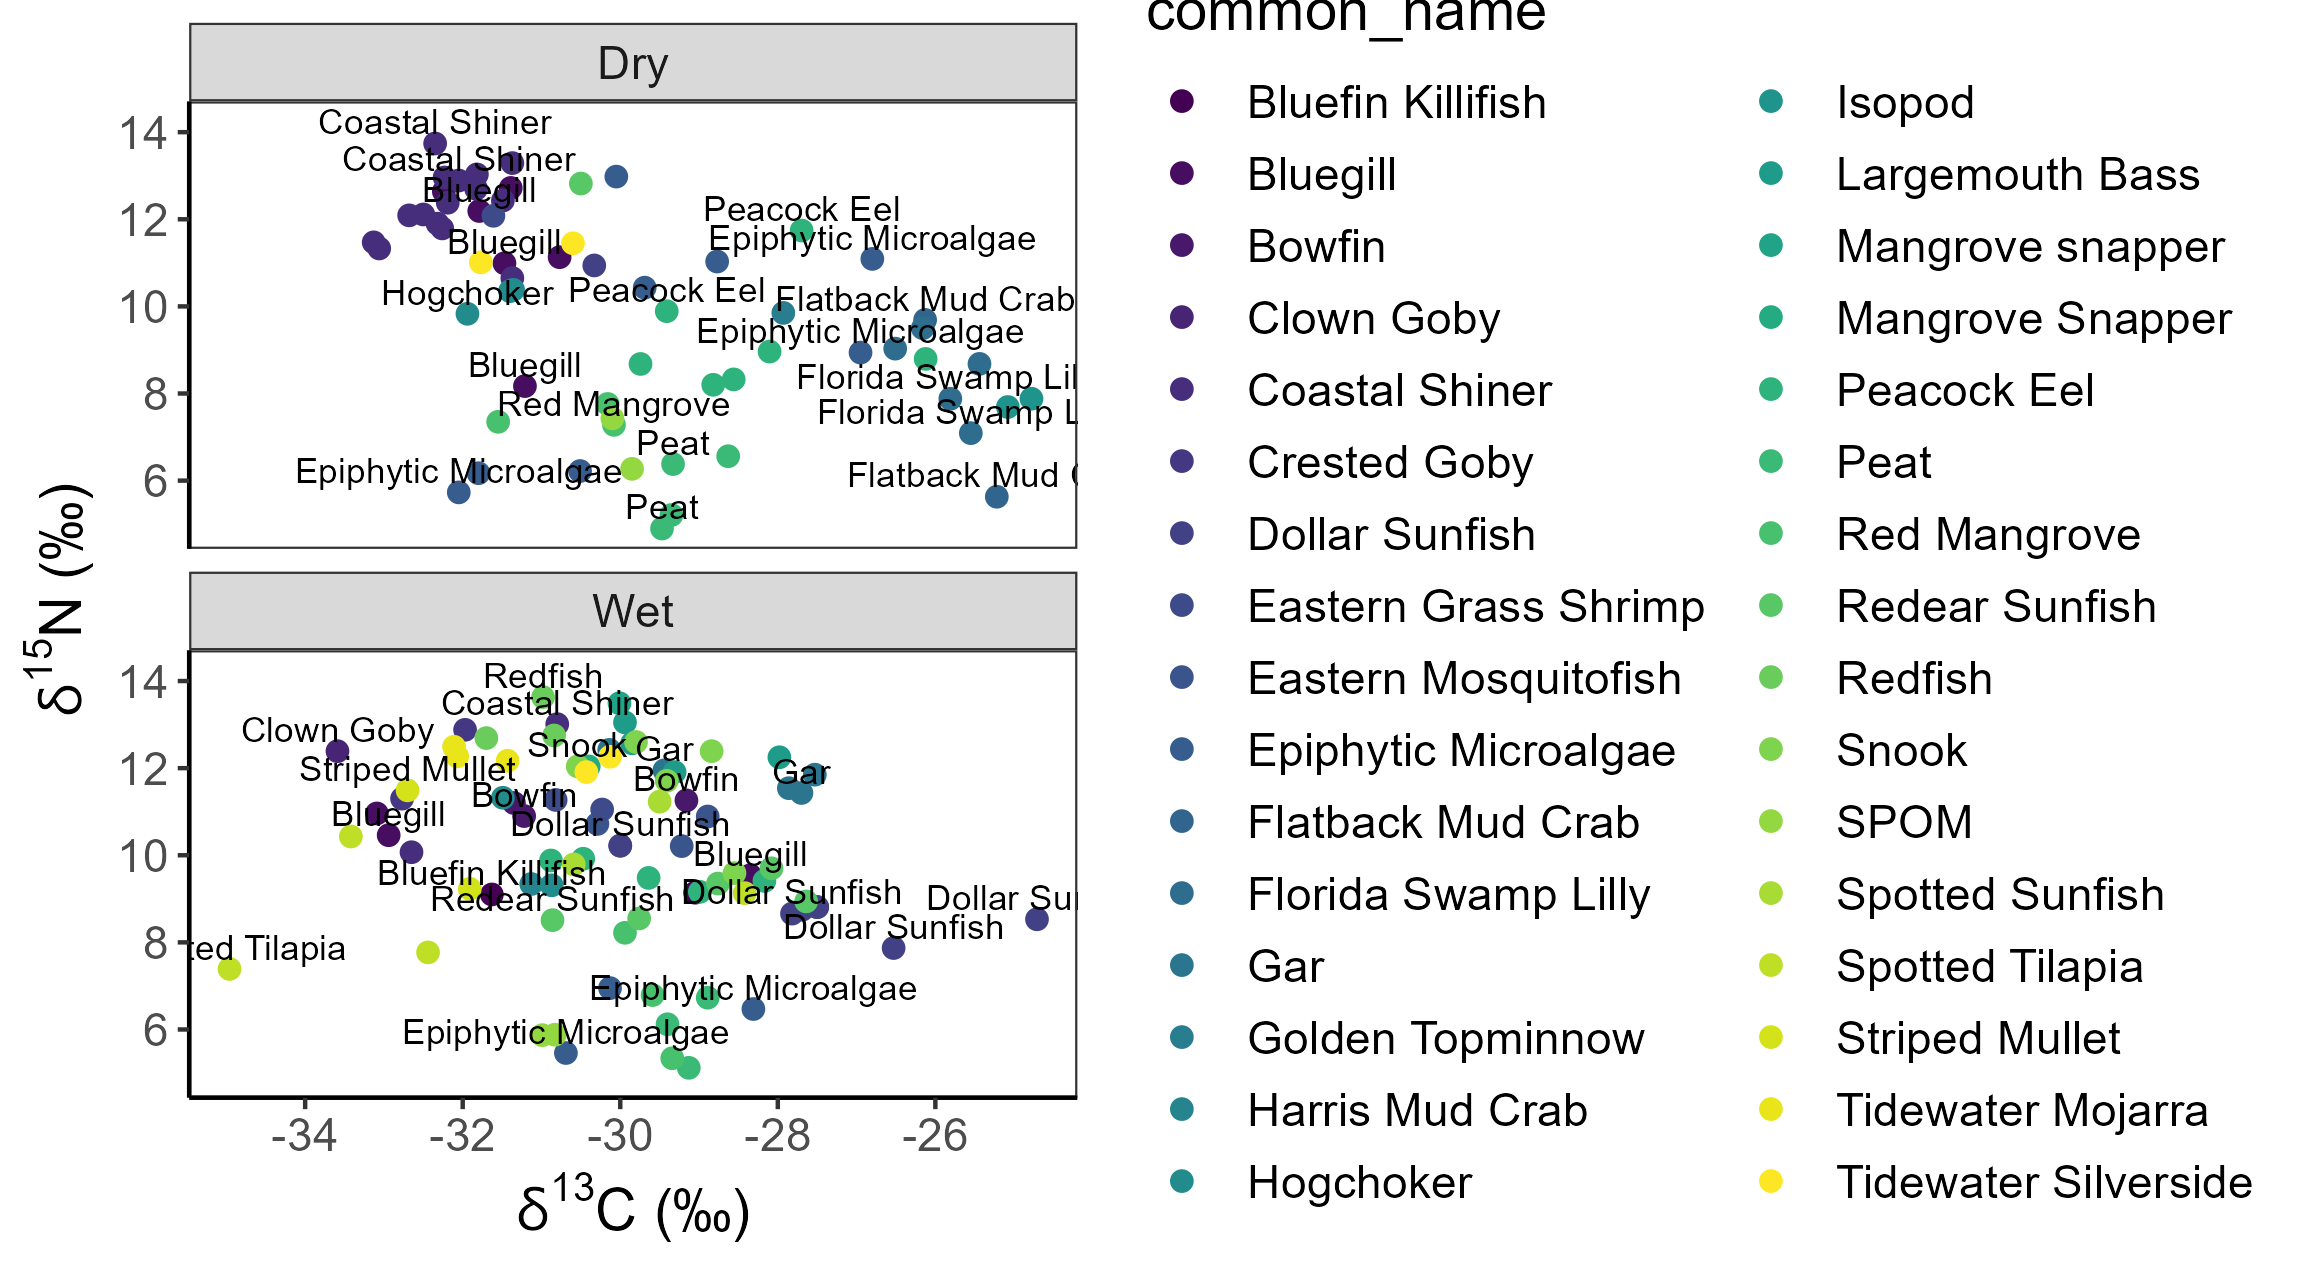 common_name
Dry
14
12
10
8
6
Coastal Shiner
Coastal Shiner
Bluegill
Peacock Eel
Epiphytic Microalgae
Bluegill
Hogchoker
Peacock Eel
Flatback Mud Crab
Epiphytic Microalgae
Bluegill
Florida Swamp Lil
Red Mangrove
Florida Swamp L
Peat
Epiphytic Microalgae
Flatback Mud C
Peat
Wet
14
12
10
8
6
Redfish
Coastal Shiner
Clown Goby
Snook
Gar
Striped Mullet
Bowfin
Gar
Bowfin
Bluegill
Dollar Sunfish
Bluegill
Bluefin Killifish
Redear Sunfish
Dollar Sunfish
Dollar Sun
Dollar Sunfish
ted Tilapia
Epiphytic Microalgae
Epiphytic Microalgae
-34
-32
-30
-28
-26
δ13C (‰)
δ15N (‰)
Bluefin Killifish
Bluegill
Bowfin
Clown Goby
Coastal Shiner
Crested Goby
Dollar Sunfish
Eastern Grass Shrimp
Eastern Mosquitofish
Epiphytic Microalgae
Flatback Mud Crab
Florida Swamp Lilly
Gar
Golden Topminnow
Harris Mud Crab
Hogchoker
Isopod
Largemouth Bass
Mangrove snapper
Mangrove Snapper
Peacock Eel
Peat
Red Mangrove
Redear Sunfish
Redfish
Snook
SPOM
Spotted Sunfish
Spotted Tilapia
Striped Mullet
Tidewater Mojarra
Tidewater Silverside